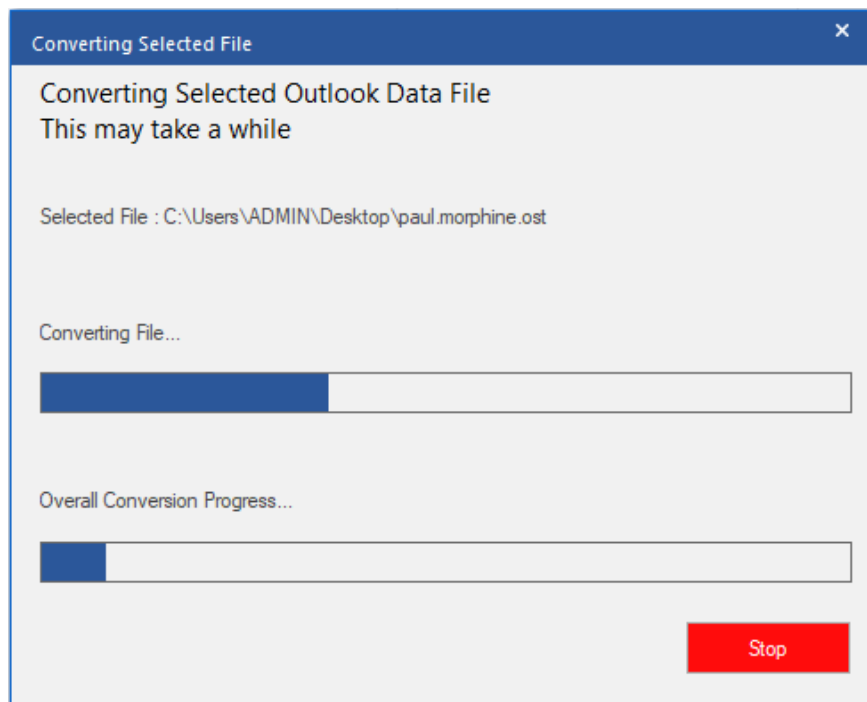 Converting Selected File
Converting Selected Outlook Data File
This may take a while
Selected File : C:\Users\ADMIN\Desktop\paul.morphine.ost
Converting File...
Overall Conversion Progress...
Stop